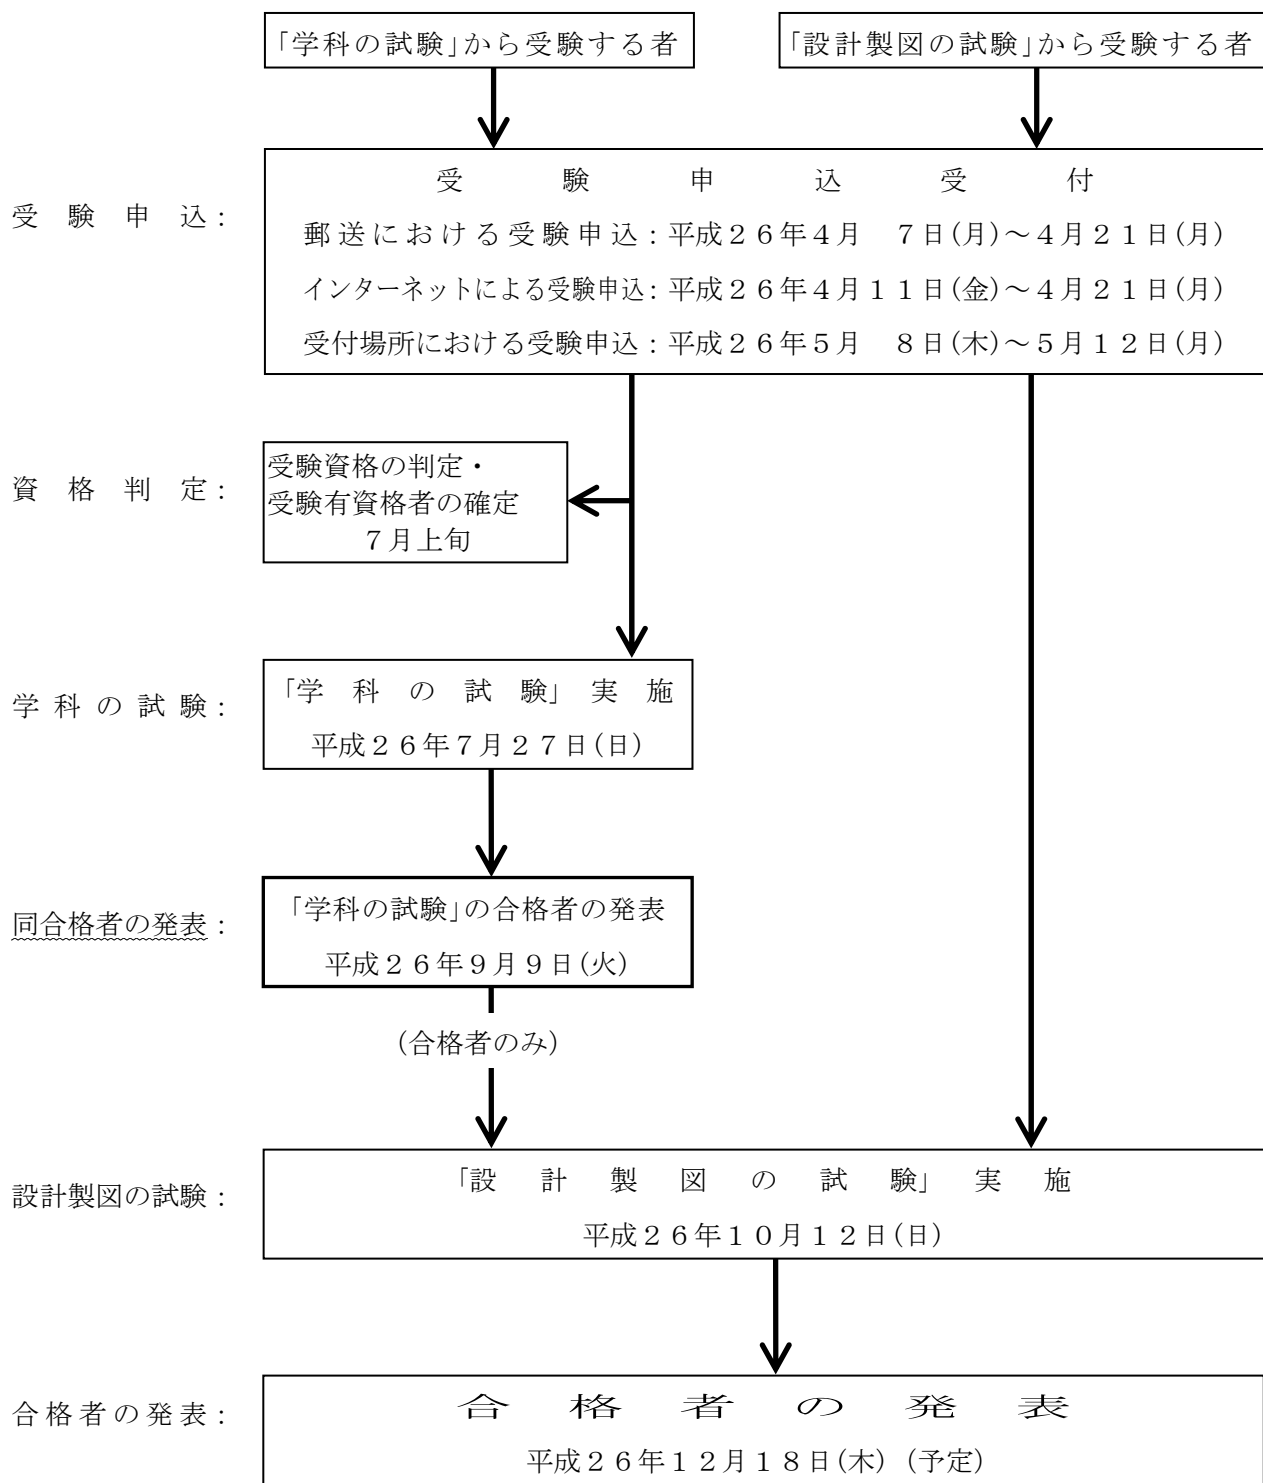 「学科の試験」から受験する者
「設計製図の試験」から受験する者
受験申込：
受験申込受付
郵送における受験申込：平成２６年４月　７日(月)～４月２１日(月)
インターネットによる受験申込：平成２６年４月１１日(金)～４月２１日(月)
受付場所における受験申込：平成２６年５月　８日(木)～５月１２日(月)
資格判定：
受験資格の判定・
受験有資格者の確定
７月上旬
学科の試験：
「学科の試験」実施
平成２６年７月２７日(日)
同合格者の発表：
「学科の試験」の合格者の発表
平成２６年９月９日(火)
(合格者のみ)
設計製図の試験：
「設計製図の試験」実施
平成２６年１０月１２日(日)
合格者の発表：
合格者の発表
平成２６年１２月１８日(木) (予定)